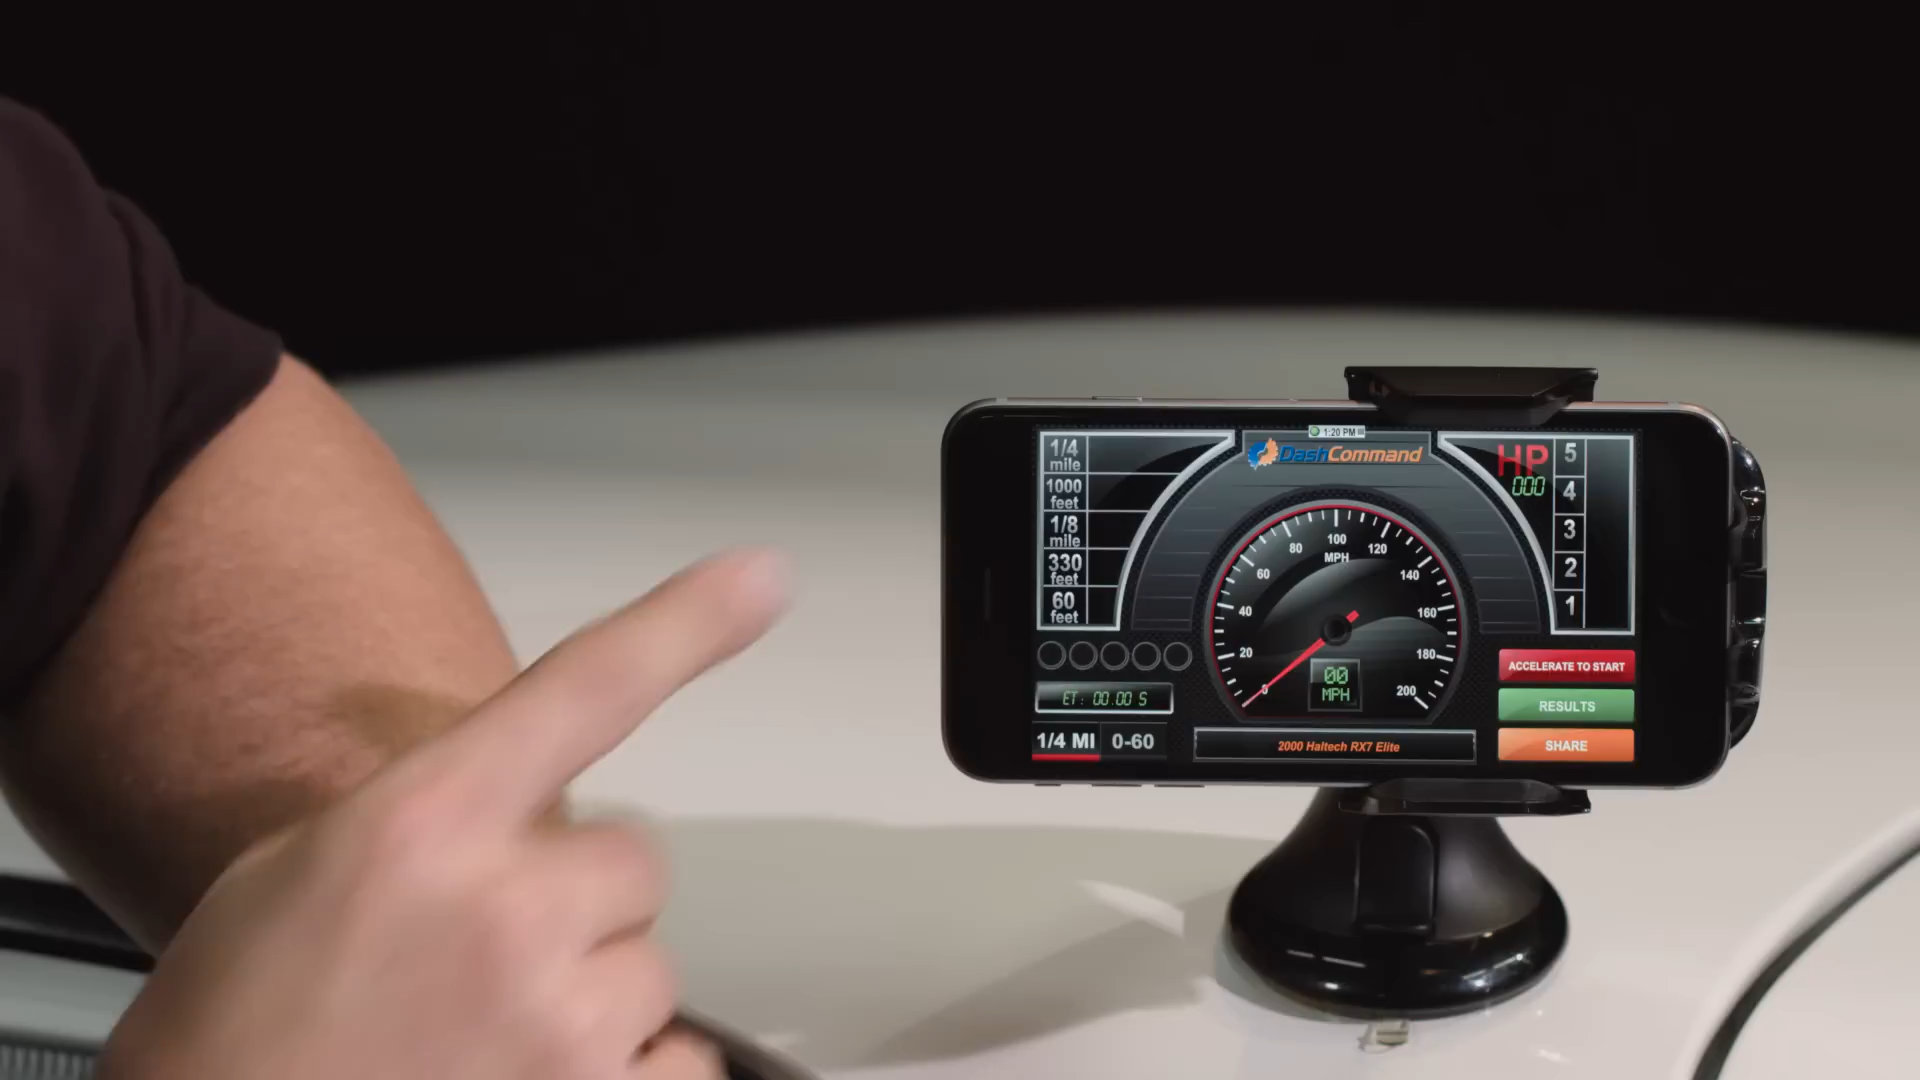 1:20 PM
DashCommand
1/4
mile
1000
feet
1/8
mile
330
feet
60
feet
HP
000
5
4
3
2
1
100
MPH
80
120
60
140
40
160
20
180
0
200
00
MPH
ET: 00.00 S
1/4 MI
0-60
2000 Haltech RX7 Elite
ACCELERATE TO START
RESULTS
SHARE